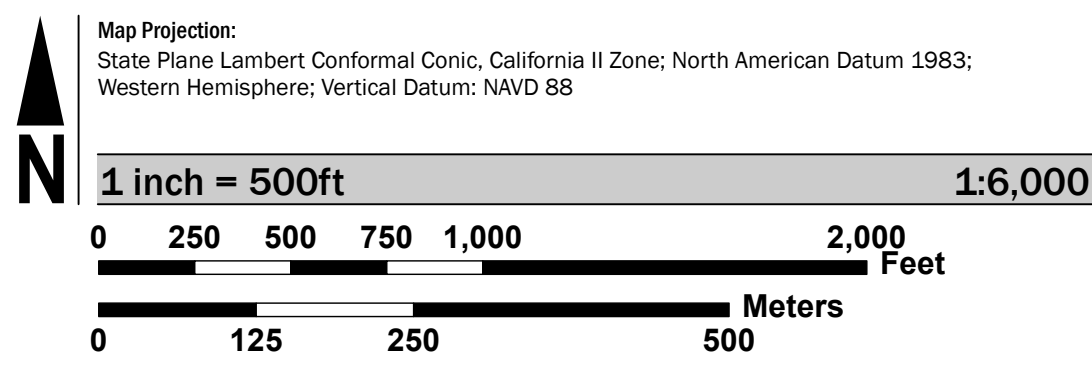 Map Projection:
State Plane Lambert Conformal Conic, California II Zone; North American Datum 1983;
Western Hemisphere; Vertical Datum: NAVD 88
N
1 inch = 500ft 1:6,000
0 250 500 750 1,000 2,000
Feet
Meters
0 125 250 500